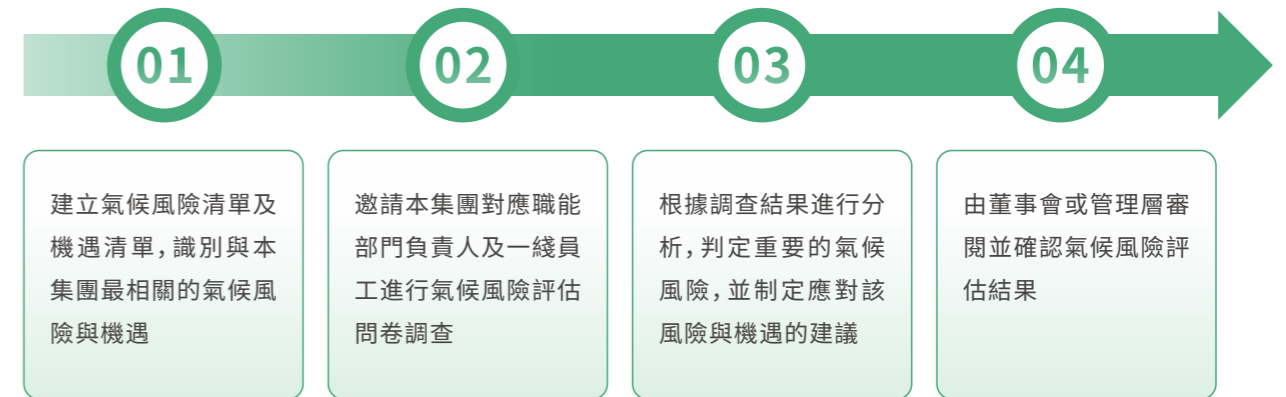 01
02
03
04
建立氣候風險清單及
機遇清單，識別與本
集團最相關的氣候風
險與機遇
邀請本集團對應職能
部門負責人及一綫員
工進行氣候風險評估
問卷調查
根據調查結果進行分
析，判定重要的氣候
風險，並制定應對該
風險與機遇的建議
由董事會或管理層審
閱並確認氣候風險評
估結果